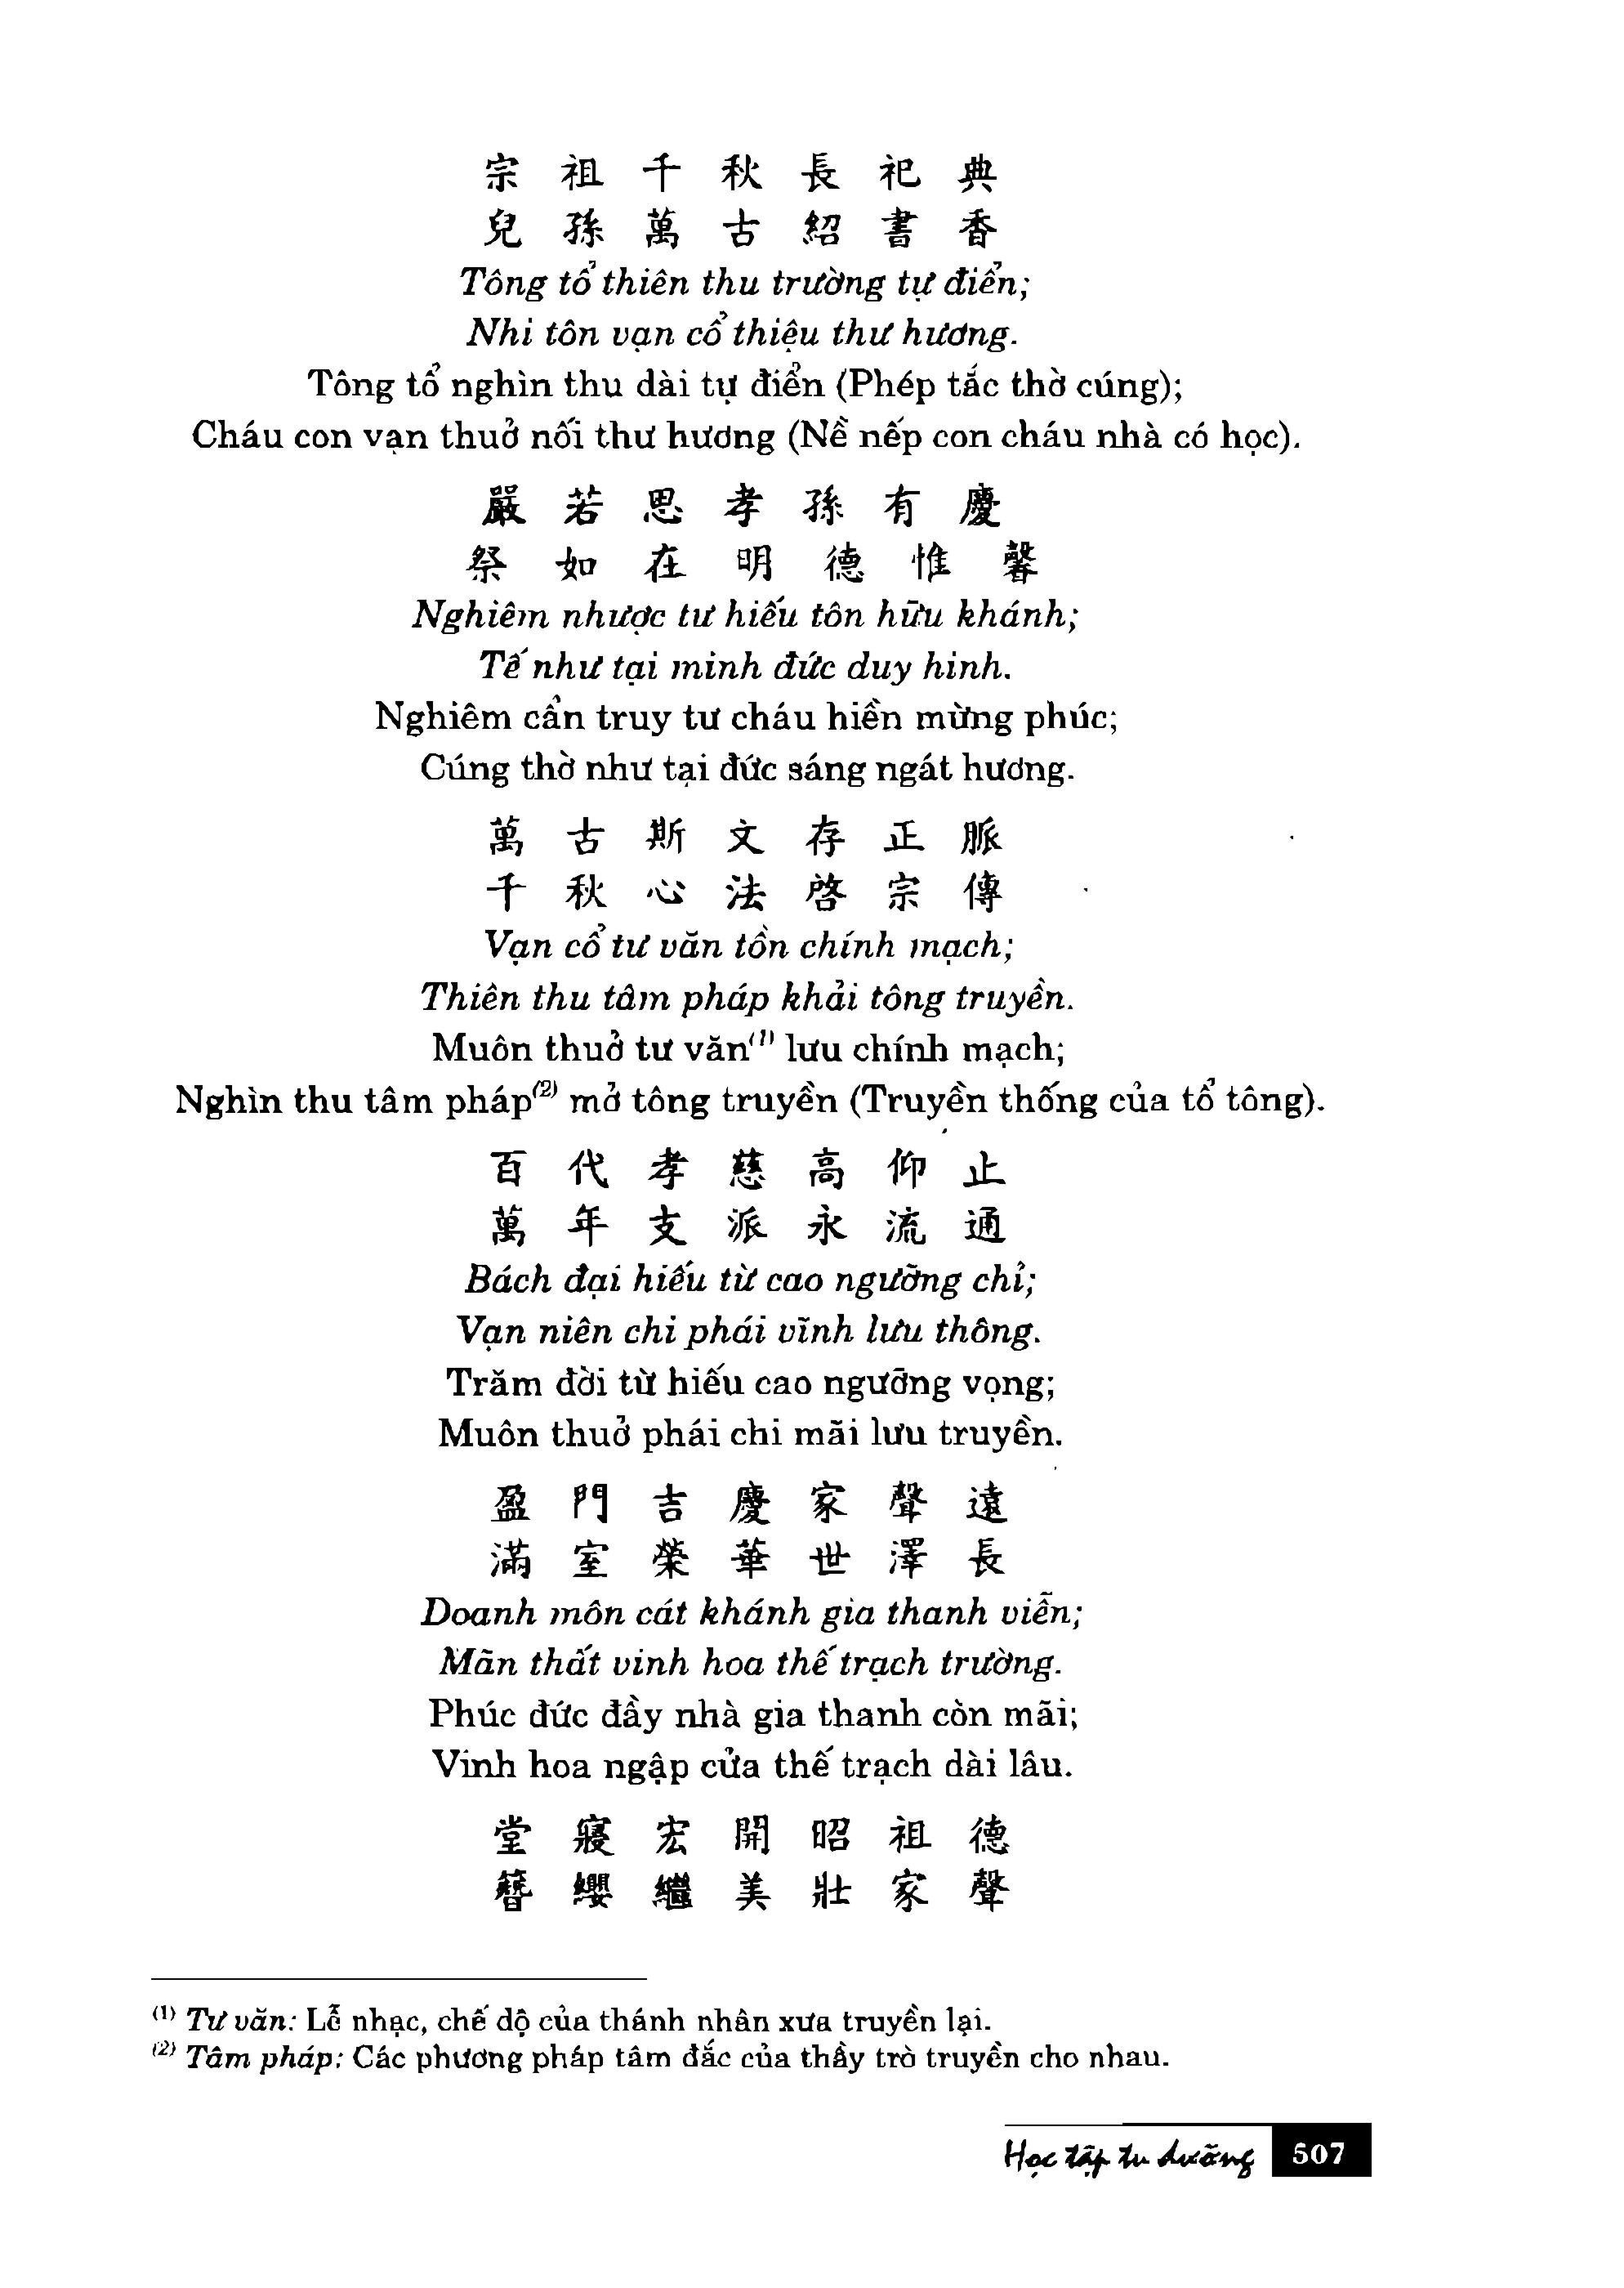 宗祖千秋長祀典
兒孫萬古紹書香
Tông tổ thiên thu trường tự điển;
Nhi tôn vạn cổ thiệu thư hương.
Tông tổ nghìn thu dài tự điển (Phép tắc thờ cúng);
Cháu con vạn thuở nối thư hương (Nề nếp con cháu nhà có học).
嚴若思孝孫有慶
祭如在明德惟馨
Nghiêm nhược tư hiếu tôn hữu khánh;
Tế như tại minh đức duy hinh.
Nghiêm cẩn truy tư cháu hiền mừng phúc;
Cúng thờ như tại đức sáng ngát hương.
萬古斯文存正脈
千秋心法啓宗傳
Vạn cổ tư văn tồn chính mạch;
Thiên thu tâm pháp khải tông truyền.
Muôn thuở tư văn(1) lưu chính mạch;
Nghìn thu tâm pháp(2) mở tông truyền (Truyền thống của tổ tông).
百代孝慈高仰止
萬年支派永流通
Bách đại hiếu từ cao ngưỡng chỉ;
Vạn niên chi phái vĩnh lưu thông.
Trăm đời từ hiếu cao ngưỡng vọng;
Muôn thuở phái chi mãi lưu truyền.
盈門吉慶家聲遠
滿室榮華世澤長
Doanh môn cát khánh gia thanh viễn;
Mãn thất vinh hoa thế trạch trường.
Phúc đức đầy nhà gia thanh còn mãi;
Vinh hoa ngập cửa thế trạch dài lâu.
堂寢宏開昭祖德
簪纓繼美壯家聲
(1) Tư văn: Lễ nhạc, chế dộ của thánh nhân xưa truyền lại.
(2) Tâm pháp: Các phương pháp tâm đắc của thầy trò truyền cho nhau.
Học tập tu dưỡng 507